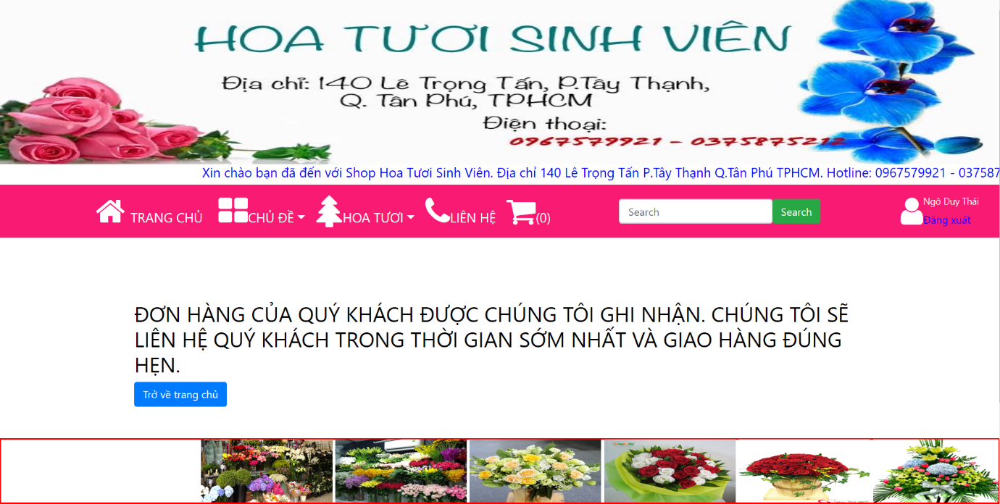 HOA TƯƠI SINH VIÊN
Địa chỉ: 140 Lê Trọng Tấn, P.Tây Thạnh,
Q. Tân Phú, TPHCM
Điện thoại:
0967579921 - 0375875212
Xin chào bạn đã đến với Shop Hoa Tươi Sinh Viên. Địa chỉ 140 Lê Trọng Tấn P.Tây Thạnh Q.Tân Phú TPHCM. Hotline: 0967579921 - 037587
TRANG CHỦ CHỦ ĐỀ HOA TƯƠI LIÊN HỆ (0) Search Search Ngô Duy Thái
Đăng xuất
ĐƠN HÀNG CỦA QUÝ KHÁCH ĐƯỢC CHÚNG TÔI GHI NHẬN. CHÚNG TÔI SẼ
LIÊN HỆ QUÝ KHÁCH TRONG THỜI GIAN SỚM NHẤT VÀ GIAO HÀNG ĐÚNG
HẸN.
Trở về trang chủ